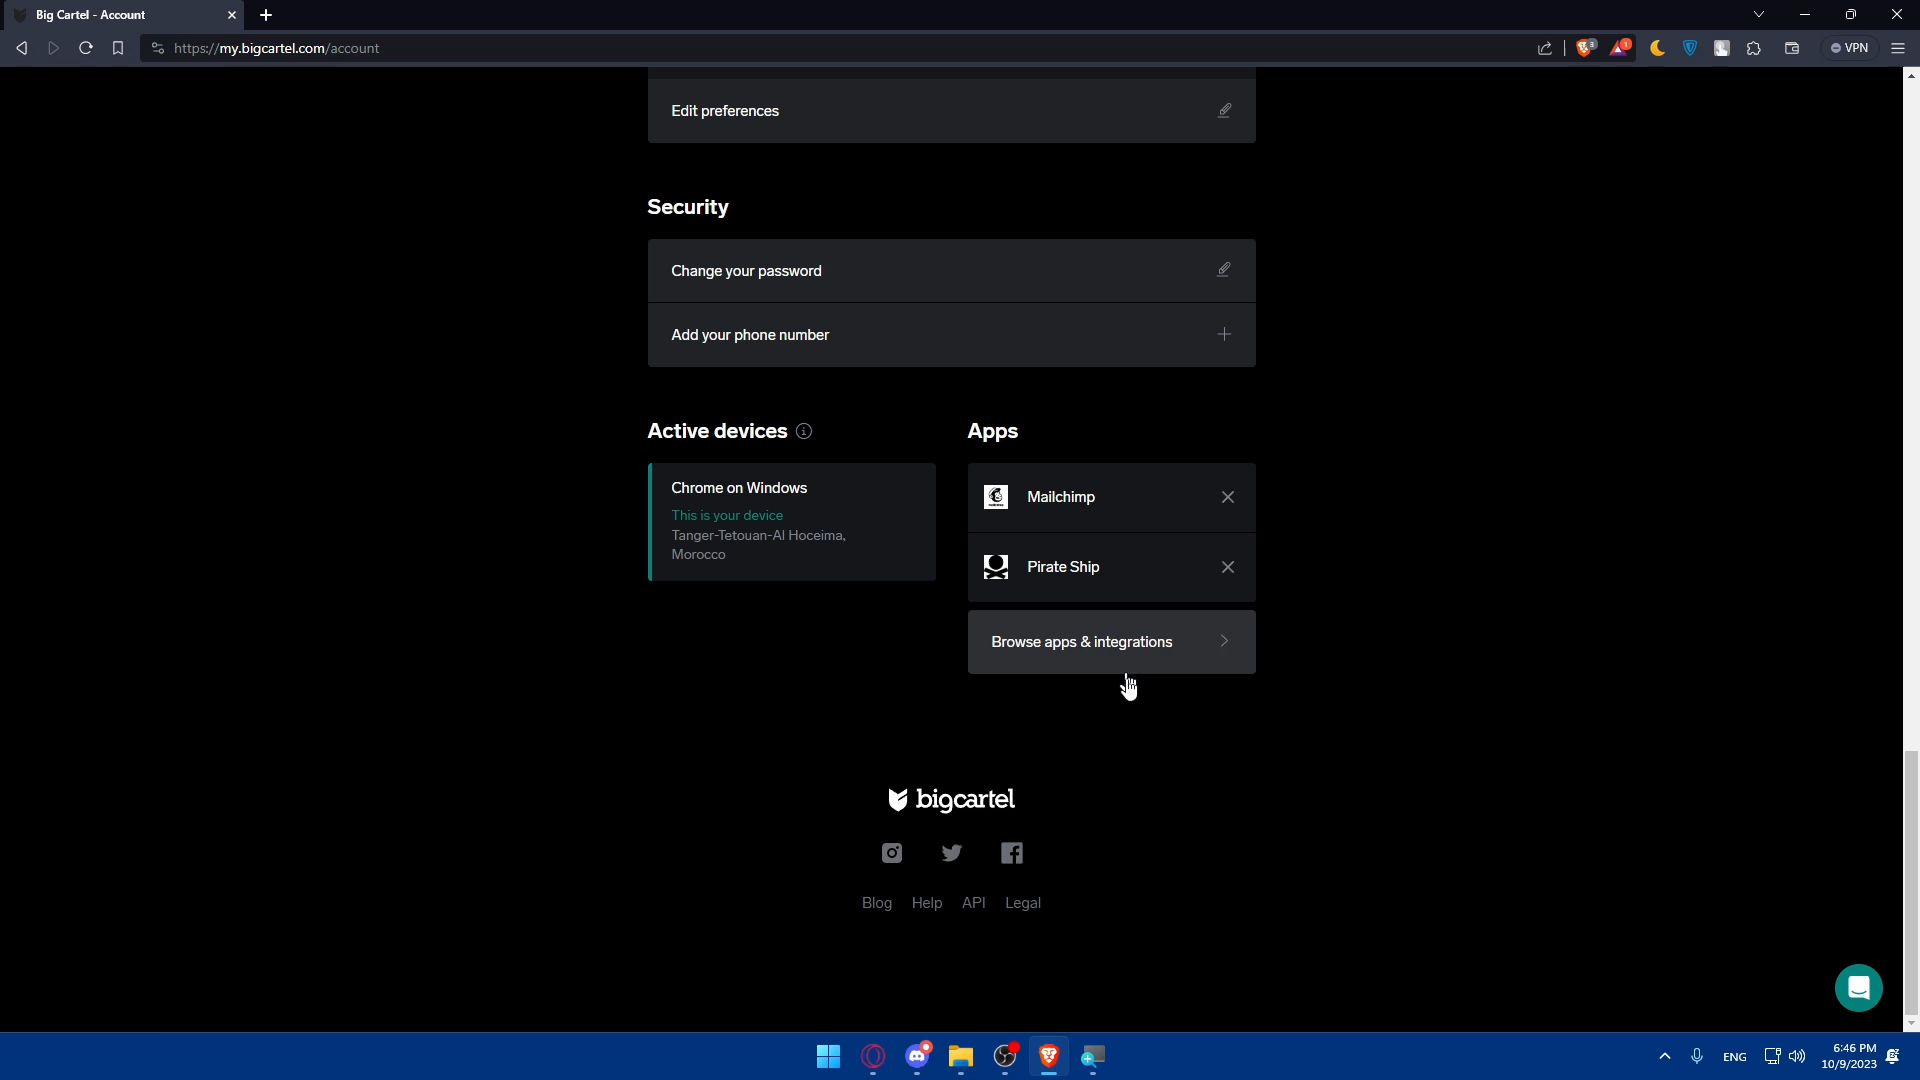 Big Cartel - Account
https://my.bigcartel.com/account
3
1
VPN
Edit preferences
Security
Change your password
Add your phone number
Active devices
Apps
Chrome on Windows
This is your device
Tanger-Tetouan-Al Hoceima,
Morocco
Mailchimp
Pirate Ship
Browse apps & integrations
bigcartel
Blog Help API Legal
ENG
6:46 PM
10/9/2023